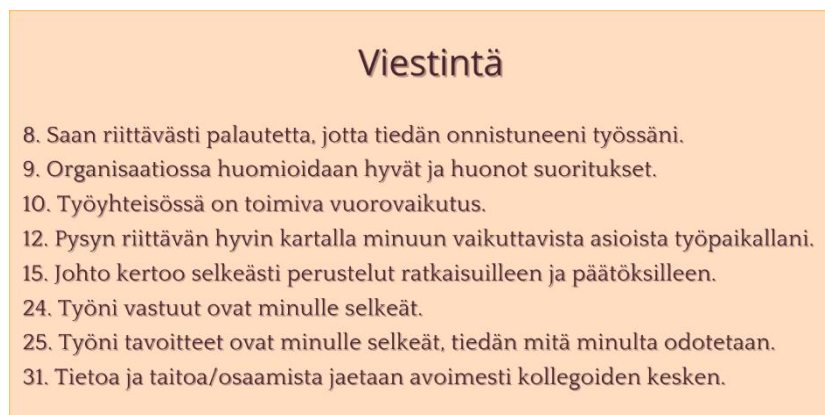 Viestintä
8. Saan riittävästi palautetta, jotta tiedän onnistuneeni työssäni.
9. Organisaatiossa huomioidaan hyvät ja huonot suoritukset.
10. Työyhteisössä on toimiva vuorovaikutus.
12. Pysyn riittävän hyvin kartalla minuun vaikuttavista asioista työpaikallani.
15. Johto kertoo selkeästi perustelut ratkaisuilleen ja päätöksilleen.
24. Työni vastuut ovat minulle selkeät.
25. Työni tavoitteet ovat minulle selkeät, tiedän mitä minulta odotetaan.
31. Tietoa ja taitoa/osaamista jaetaan avoimesti kollegoiden kesken.